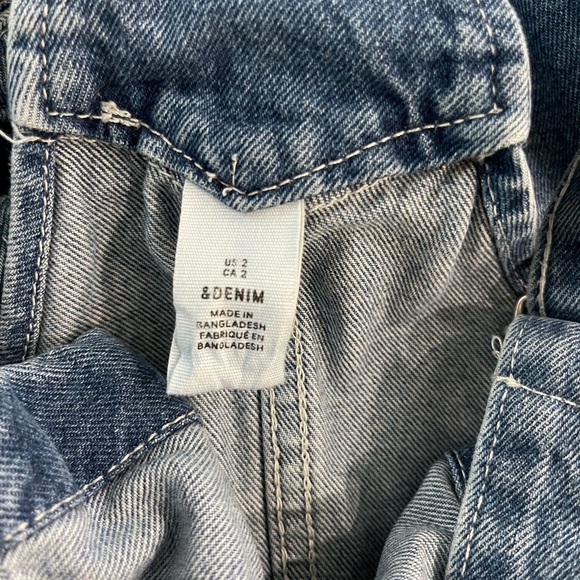 US 2
CA 2
&DENIM
MADE IN
BANGLADESH
FABRIQUÉ EN
BANGLADESH